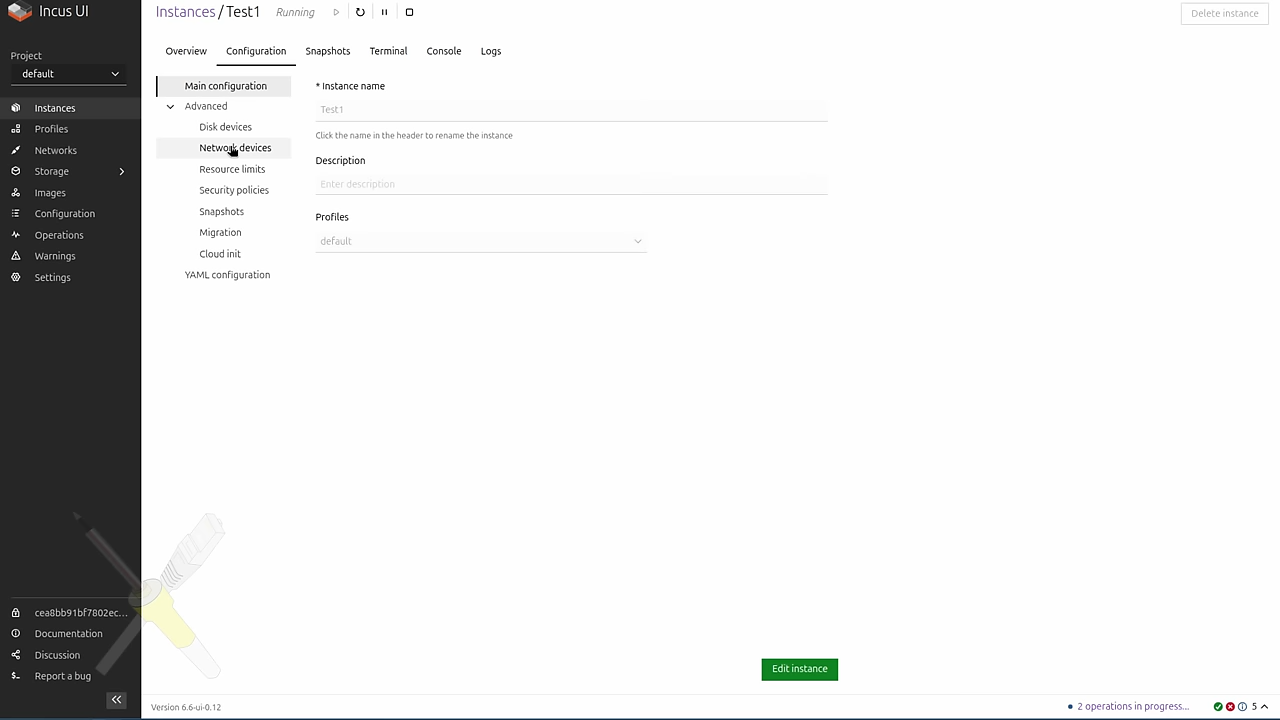 Incus UI
Instances / Test1 Running
Delete instance
Project
default
Overview Configuration Snapshots Terminal Console Logs
Instances
Profiles
Networks
Storage
Images
Configuration
Operations
Warnings
Settings
Main configuration
Advanced
Disk devices
Network devices
Resource limits
Security policies
Snapshots
Migration
Cloud init
YAML configuration
* Instance name
Test1
Click the name in the header to rename the instance
Description
Enter description
Profiles
default
Edit instance
cea8bb91bf7802ec...
Documentation
Discussion
Report a bug
Version 6.6-ui-0.12
2 operations in progress...
5